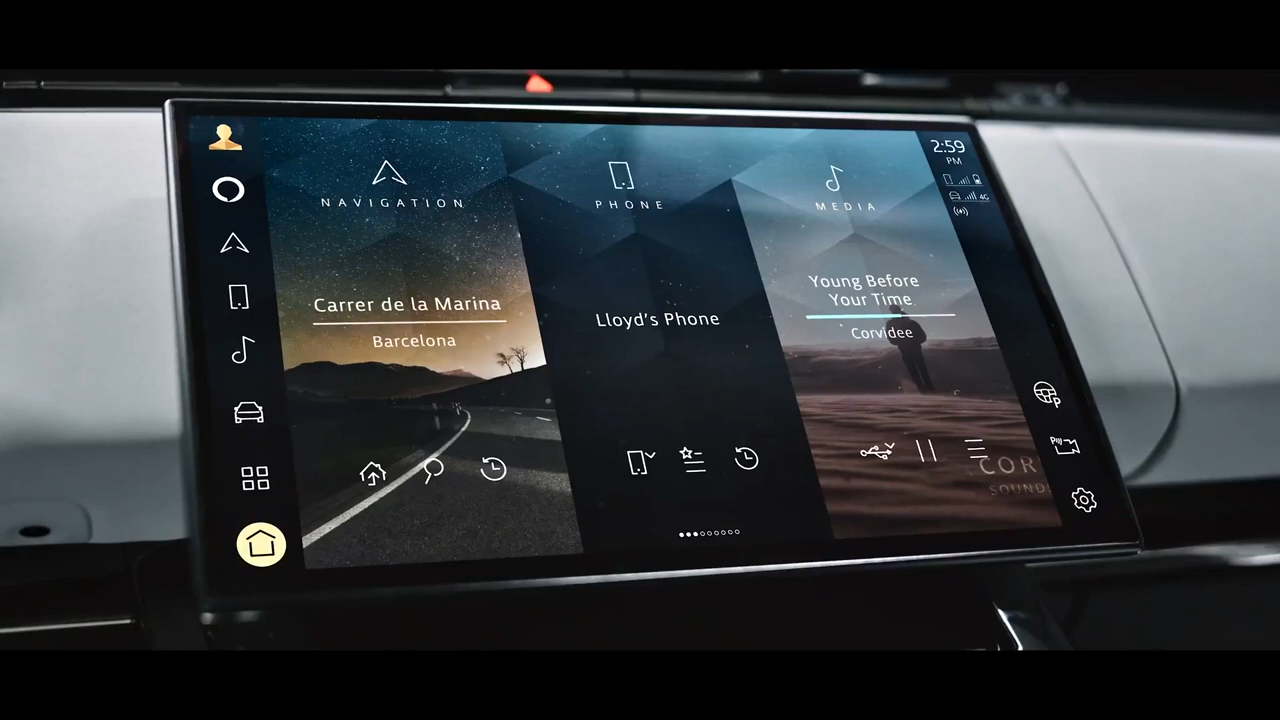 2:59
PM
4G
NAVIGATION
PHONE
MEDIA
Carrer de la Marina
Barcelona
Lloyd's Phone
Young Before
Your Time
Corvidee
P
P
COR
SOUND